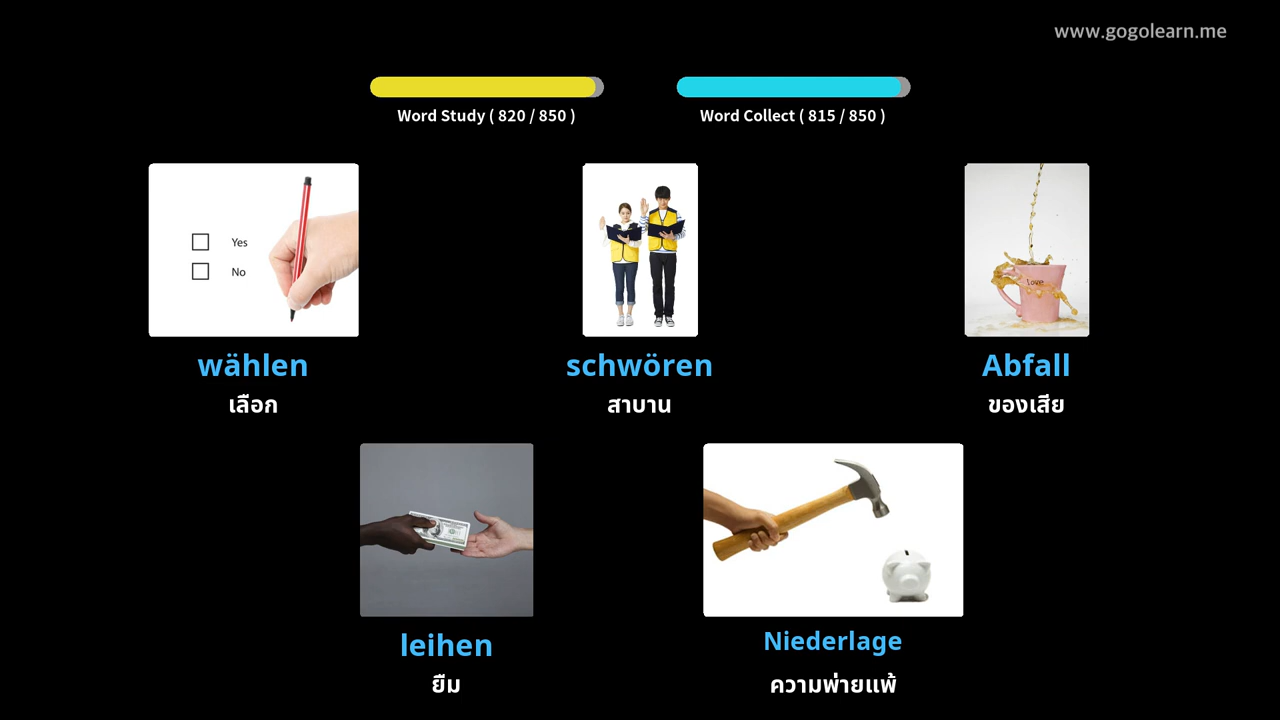 www.gogolearn.me
Word Study ( 820 / 850 )
Word Collect ( 815 / 850 )
Yes
No
Love
wählen
schwören
Abfall
เลือก
สาบาน
ของเสีย
leihen
Niederlage
ยืม
ความพ่ายแพ้